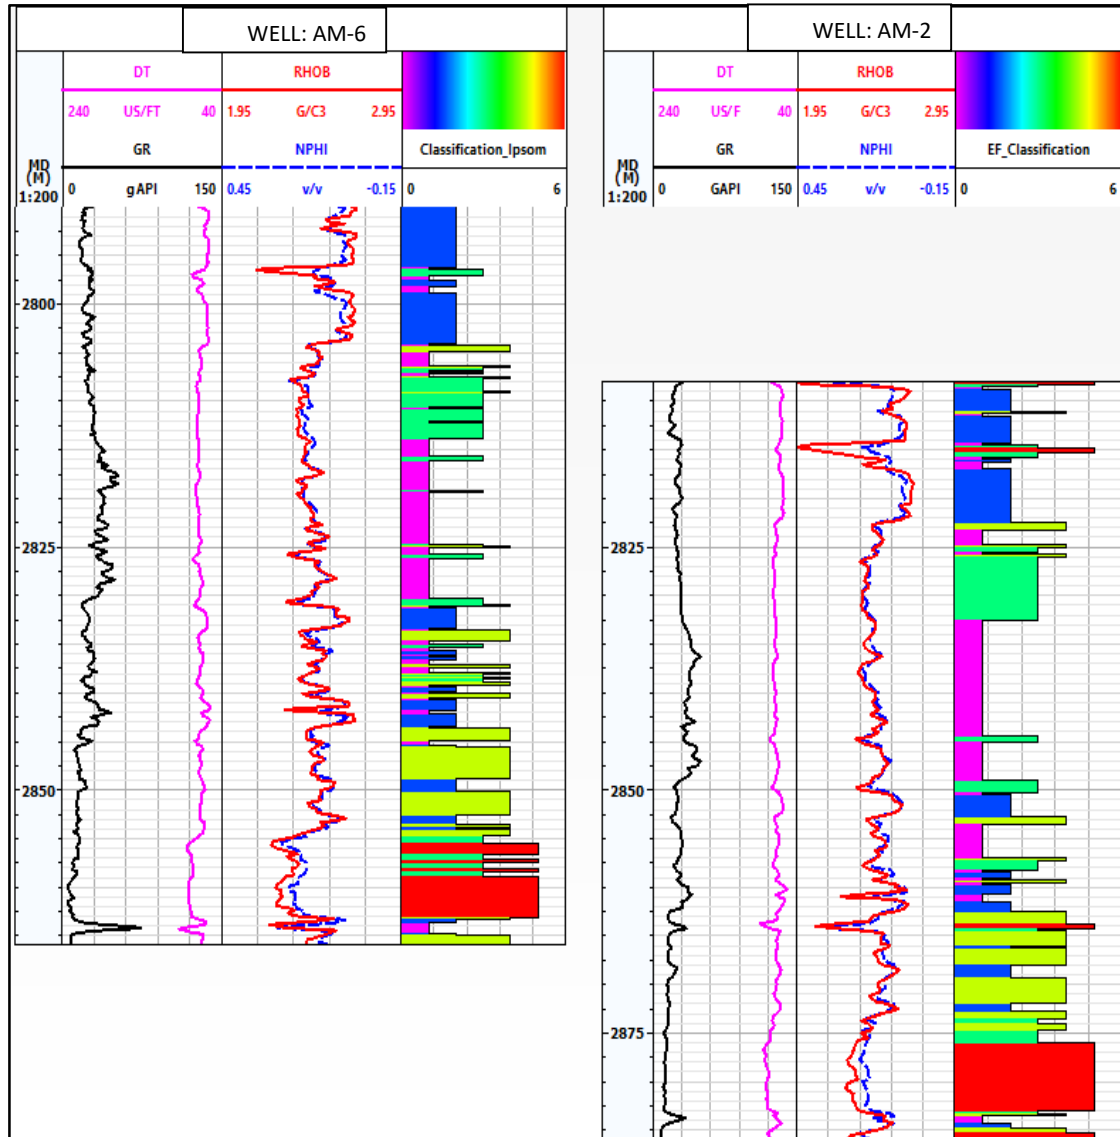 WELL: AM-6
DT
240 US/FT 40
GR
0 gAPI 150
RHOB
1.95 G/C3 2.95
NPHI
0.45 v/v -0.15
Classification_Ipsom
0 6
MD
(M)
1:200
2800
2825
2850
WELL: AM-2
DT
240 US/F 40
GR
0 GAPI 150
RHOB
1.95 G/C3 2.95
NPHI
0.45 v/v -0.15
EF_Classification
0 6
MD
(M)
1:200
2825
2850
2875